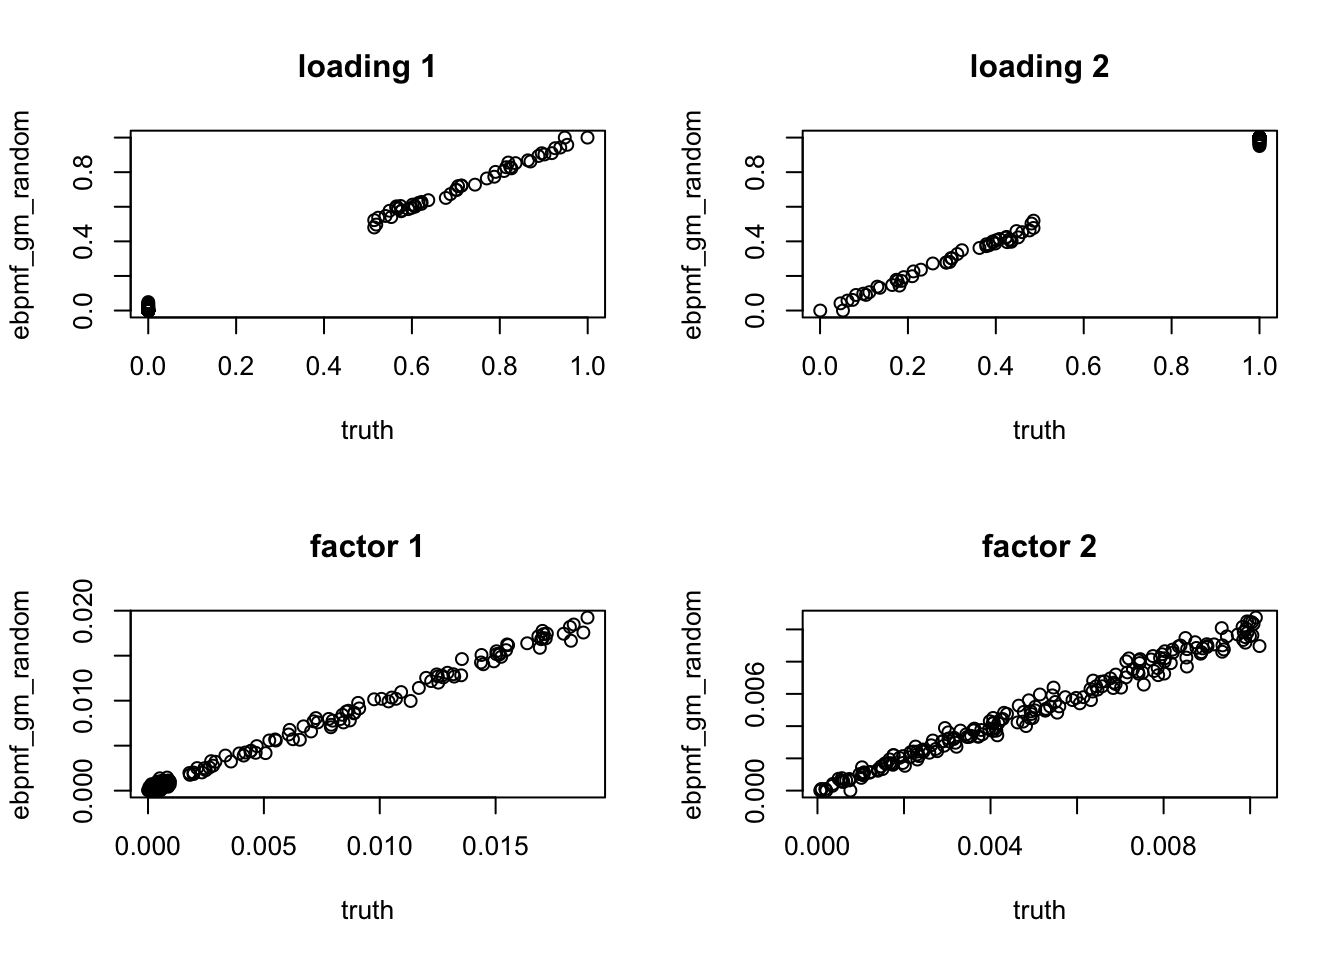 loading 1
ebpmf_gm_random
0.0 0.4 0.8
0.0 0.2 0.4 0.6 0.8 1.0
truth
loading 2
ebpmf_gm_random
0.0 0.4 0.8
0.0 0.2 0.4 0.6 0.8 1.0
truth
factor 1
ebpmf_gm_random
0.000 0.010 0.020
0.000 0.005 0.010 0.015
truth
factor 2
ebpmf_gm_random
0.000 0.006
0.000 0.004 0.008
truth